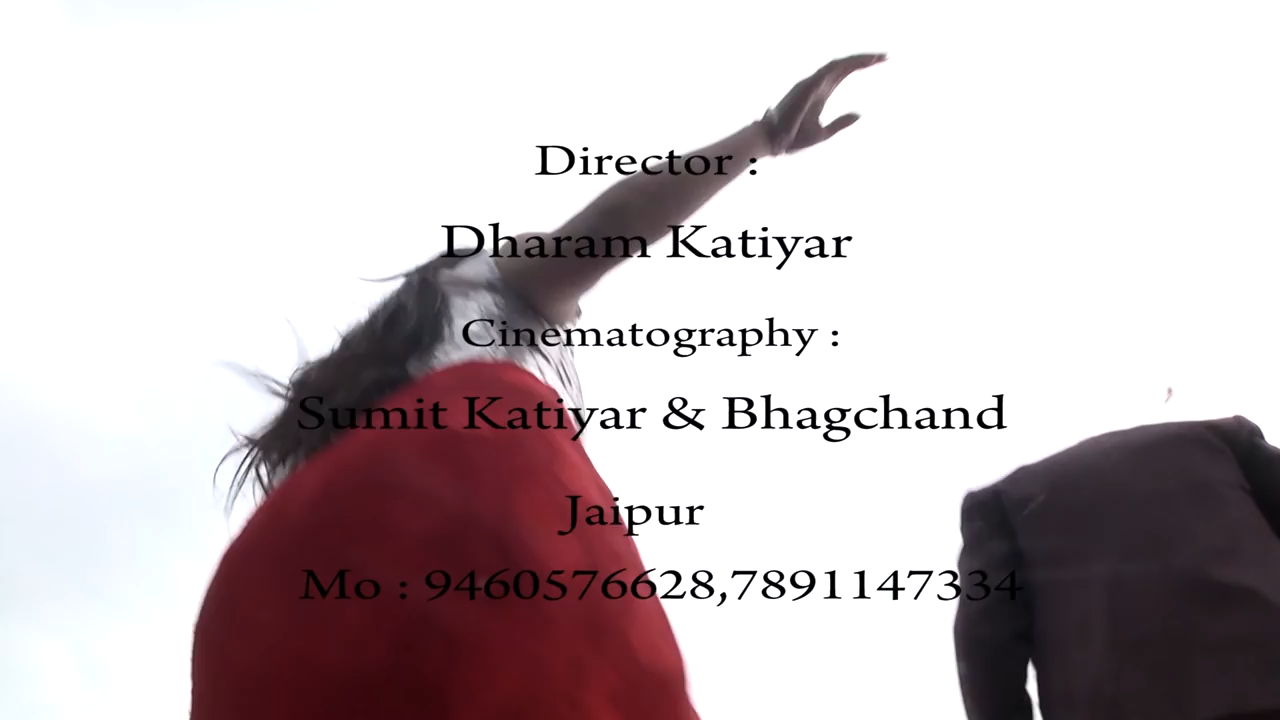 Director :
Dharam Katiyar
Cinematography :
Sumit Katiyar & Bhagchand
Jaipur
Mo : 9460576628,7891147334